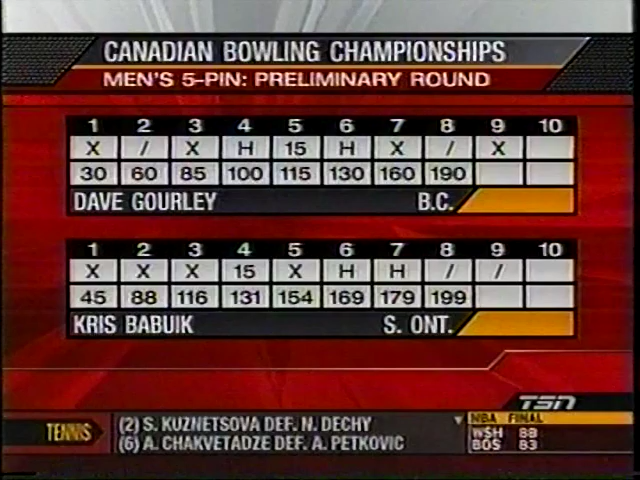 CANADIAN BOWLING CHAMPIONSHIPS
MEN'S 5-PIN: PRELIMINARY ROUND
1 2 3 4 5 6 7 8 9 10
X / X H 15 H X / X
30 60 85 100 115 130 160 190
DAVE GOURLEY B.C.
1 2 3 4 5 6 7 8 9 10
X X X 15 X H H / /
45 88 116 131 154 169 179 199
KRIS BABUIK S. ONT.
TSN
TENNIS
(2) S. KUZNETSOVA DEF. N. DECHY
(6) A. CHAKVETADZE DEF. A. PETKOVIC
NBA FINAL
WSH 88
BOS 83